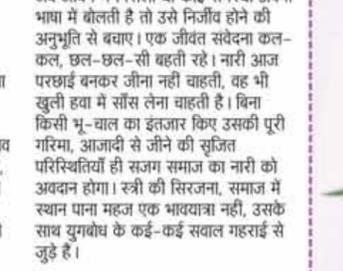 भाषा में बोलती है तो उसे निर्जीव होने की
अनुभूति से बचाए। एक जीवंत संवेदना कल-
कल, छल-छल-सी बहती रहे। नारी आज
परछाई बनकर जीना नहीं चाहती, वह भी
खुली हवा में साँस लेना चाहती है। बिना
किसी भू-चाल का इंतजार किए उसकी पूरी
गरिमा, आजादी से जीने की सृजित
परिस्थितियाँ ही सजग समाज का नारी को
अवदान होगा। स्त्री की सिरजना, समाज में
स्थान पाना महज एक भावयात्रा नही, उसके
साथ युगबोध के कई-कई सवाल गहराई से
जुड़े हैं।